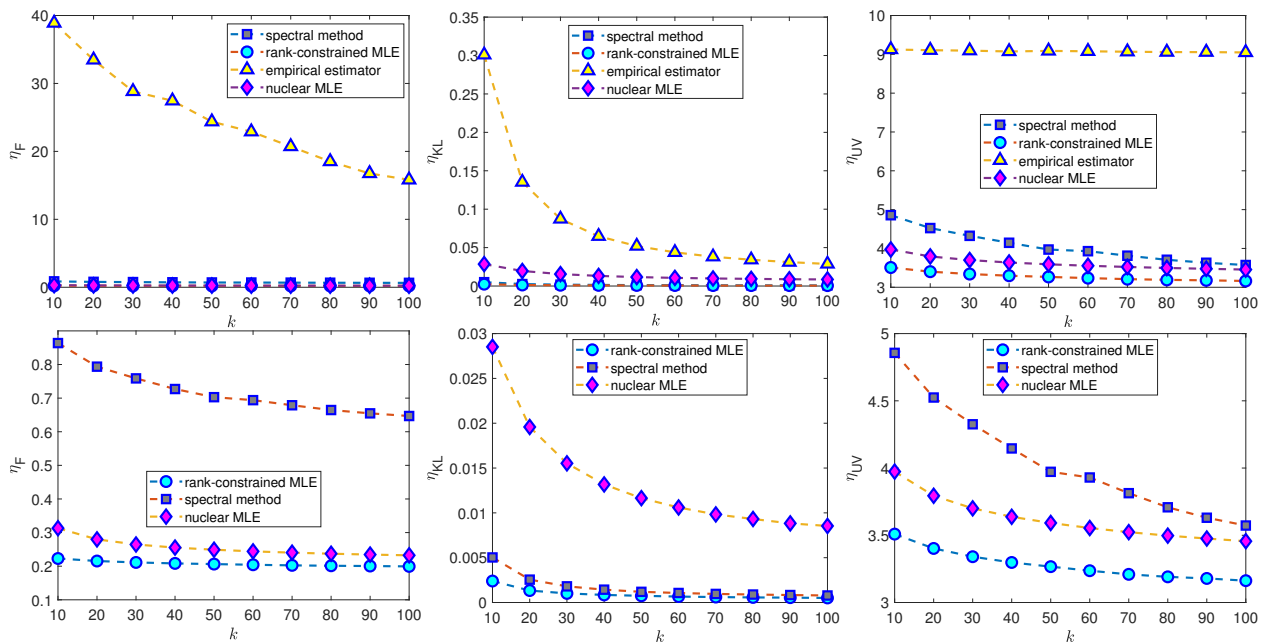 40
30
20
10
0
η_F
spectral method
rank-constrained MLE
empirical estimator
nuclear MLE
10 20 30 40 50 60 70 80 90 100
k
0.35
0.3
0.25
0.2
0.15
0.1
0.05
0
η_KL
spectral method
rank-constrained MLE
empirical estimator
nuclear MLE
10 20 30 40 50 60 70 80 90 100
k
10
9
8
7
6
5
4
3
η_UV
spectral method
rank-constrained MLE
empirical estimator
nuclear MLE
10 20 30 40 50 60 70 80 90 100
k
0.8
0.7
0.6
0.5
0.4
0.3
0.2
0.1
η_F
rank-constrained MLE
spectral method
nuclear MLE
10 20 30 40 50 60 70 80 90 100
k
0.03
0.025
0.02
0.015
0.01
0.005
0
η_KL
rank-constrained MLE
spectral method
nuclear MLE
10 20 30 40 50 60 70 80 90 100
k
5
4.5
4
3.5
3
η_UV
rank-constrained MLE
spectral method
nuclear MLE
10 20 30 40 50 60 70 80 90 100
k